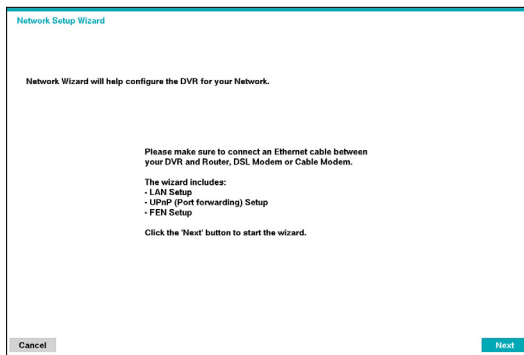 Network Setup Wizard
Network Wizard will help configure the DVR for your Network.
Please make sure to connect an Ethernet cable between
your DVR and Router, DSL Modem or Cable Modem.
The wizard includes:
- LAN Setup
- UPnP (Port forwarding) Setup
- FEN Setup
Click the 'Next' button to start the wizard.
Cancel
Next